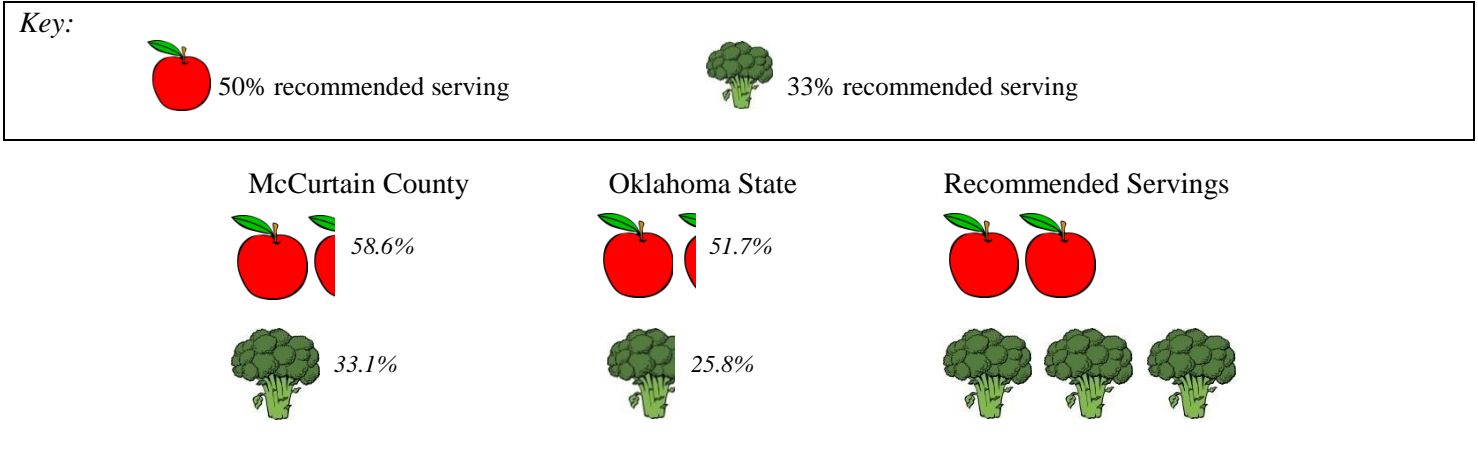 Key:
50% recommended serving 33% recommended serving
McCurtain County Oklahoma State Recommended Servings
58.6% 51.7%
33.1% 25.8%